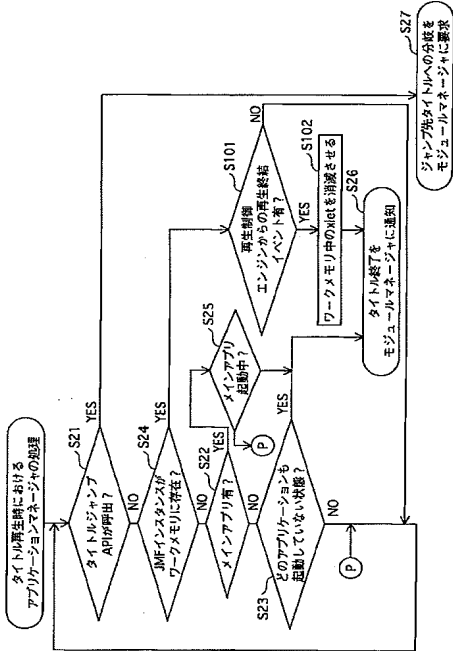 タイトル再生時における
アプリケーションマネージャの処理
S21
タイトルジャンプ
APIが呼出？
YES
NO
S24
JMFインスタンスが
ワークメモリに存在？
YES
NO
S22
メインアプリ有？
YES
NO
S25
メインアプリ
起動中？
P
S23
どのアプリケーションも
起動していない状態？
YES
NO
P
S101
再生制御
エンジンからの再生終結
イベント有？
NO
YES
S102
ワークメモリ中のxletを消滅させる
S26
タイトル終了を
モジュールマネージャに通知
S27
ジャンプ先タイトルへの分岐を
モジュールマネージャに要求